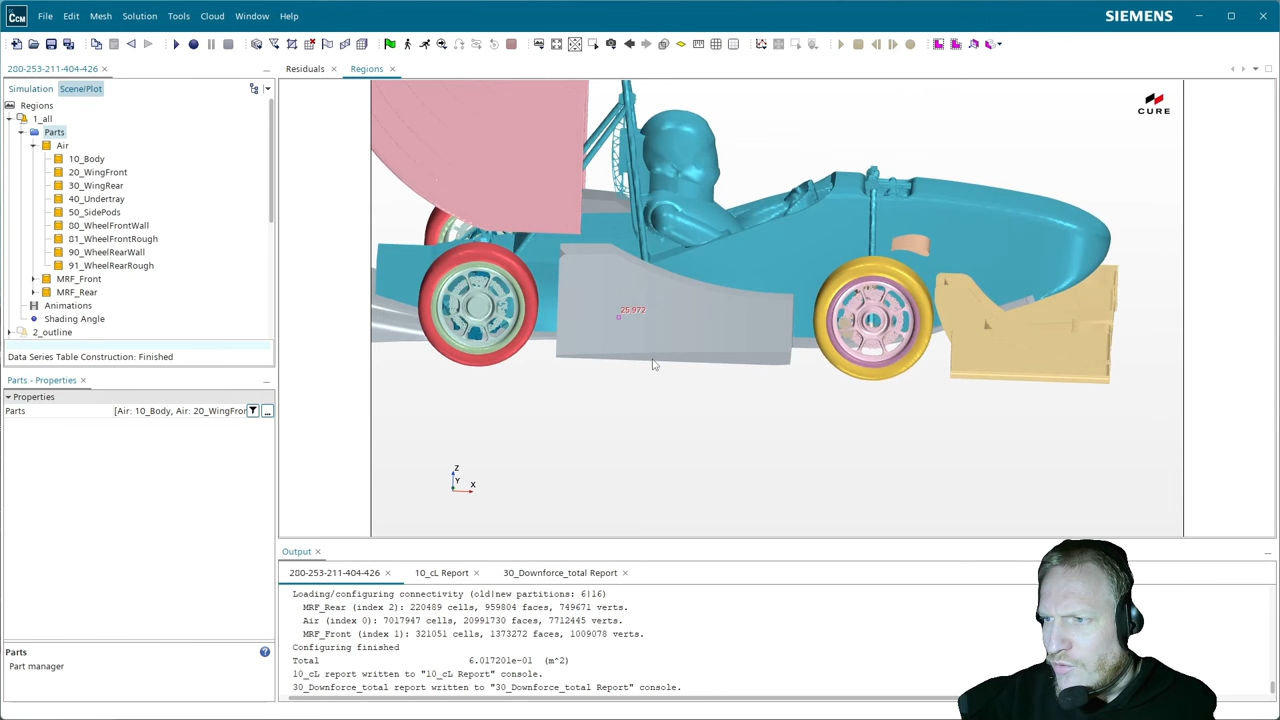 CCM
File Edit Mesh Solution Tools Cloud Window Help
SIEMENS
280-253-211-404-426
Residuals Regions
Simulation Scene/Plot
Regions
1_all
Parts
Air
10_Body
20_WingFront
30_WingRear
40_Undertray
50_SidePods
80_WheelFrontWall
81_WheelFrontRough
90_WheelRearWall
91_WheelRearRough
MRF_Front
MRF_Rear
Animations
Shading Angle
2_outline
Data Series Table Construction: Finished
Parts - Properties
Properties
Parts [Air: 10_Body, Air: 20_WingFror
Parts
Part manager
CURE
25.972
Z
Y
X
Output
280-253-211-404-426 10_cL Report 30_Downforce_total Report
Loading/configuring connectivity (old|new partitions: 6|16)
MRF_Rear (index 2): 220489 cells, 959804 faces, 749671 verts.
Air (index 0): 7017947 cells, 20991730 faces, 7712445 verts.
MRF_Front (index 1): 321051 cells, 1373272 faces, 1009078 verts.
Configuring finished
Total 6.017201e-01 (m^2)
10_cL report written to "10_cL Report" console.
30_Downforce_total report written to "30_Downforce_total Report" console.